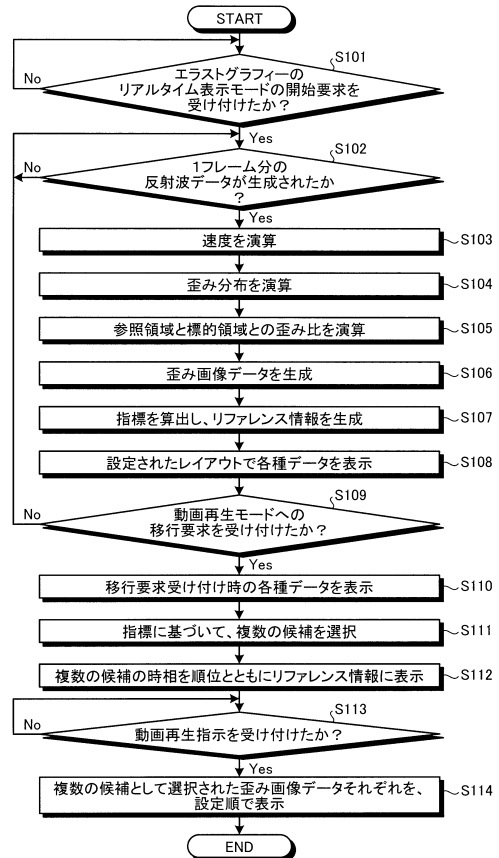 START
S101
エラストグラフィーの
リアルタイム表示モードの開始要求を
受け付けたか？
No
Yes
S102
1フレーム分の
反射波データが生成されたか
？
No
Yes
速度を演算
S103
歪み分布を演算
S104
参照領域と標的領域との歪み比を演算
S105
歪み画像データを生成
S106
指標を算出し、リファレンス情報を生成
S107
設定されたレイアウトで各種データを表示
S108
S109
動画再生モードへの
移行要求を受け付けたか？
No
Yes
移行要求受け付け時の各種データを表示
S110
指標に基づいて、複数の候補を選択
S111
複数の候補の時相を順位とともにリファレンス情報に表示
S112
S113
動画再生指示を受け付けたか？
No
Yes
複数の候補として選択された歪み画像データそれぞれを、
設定順で表示
S114
END